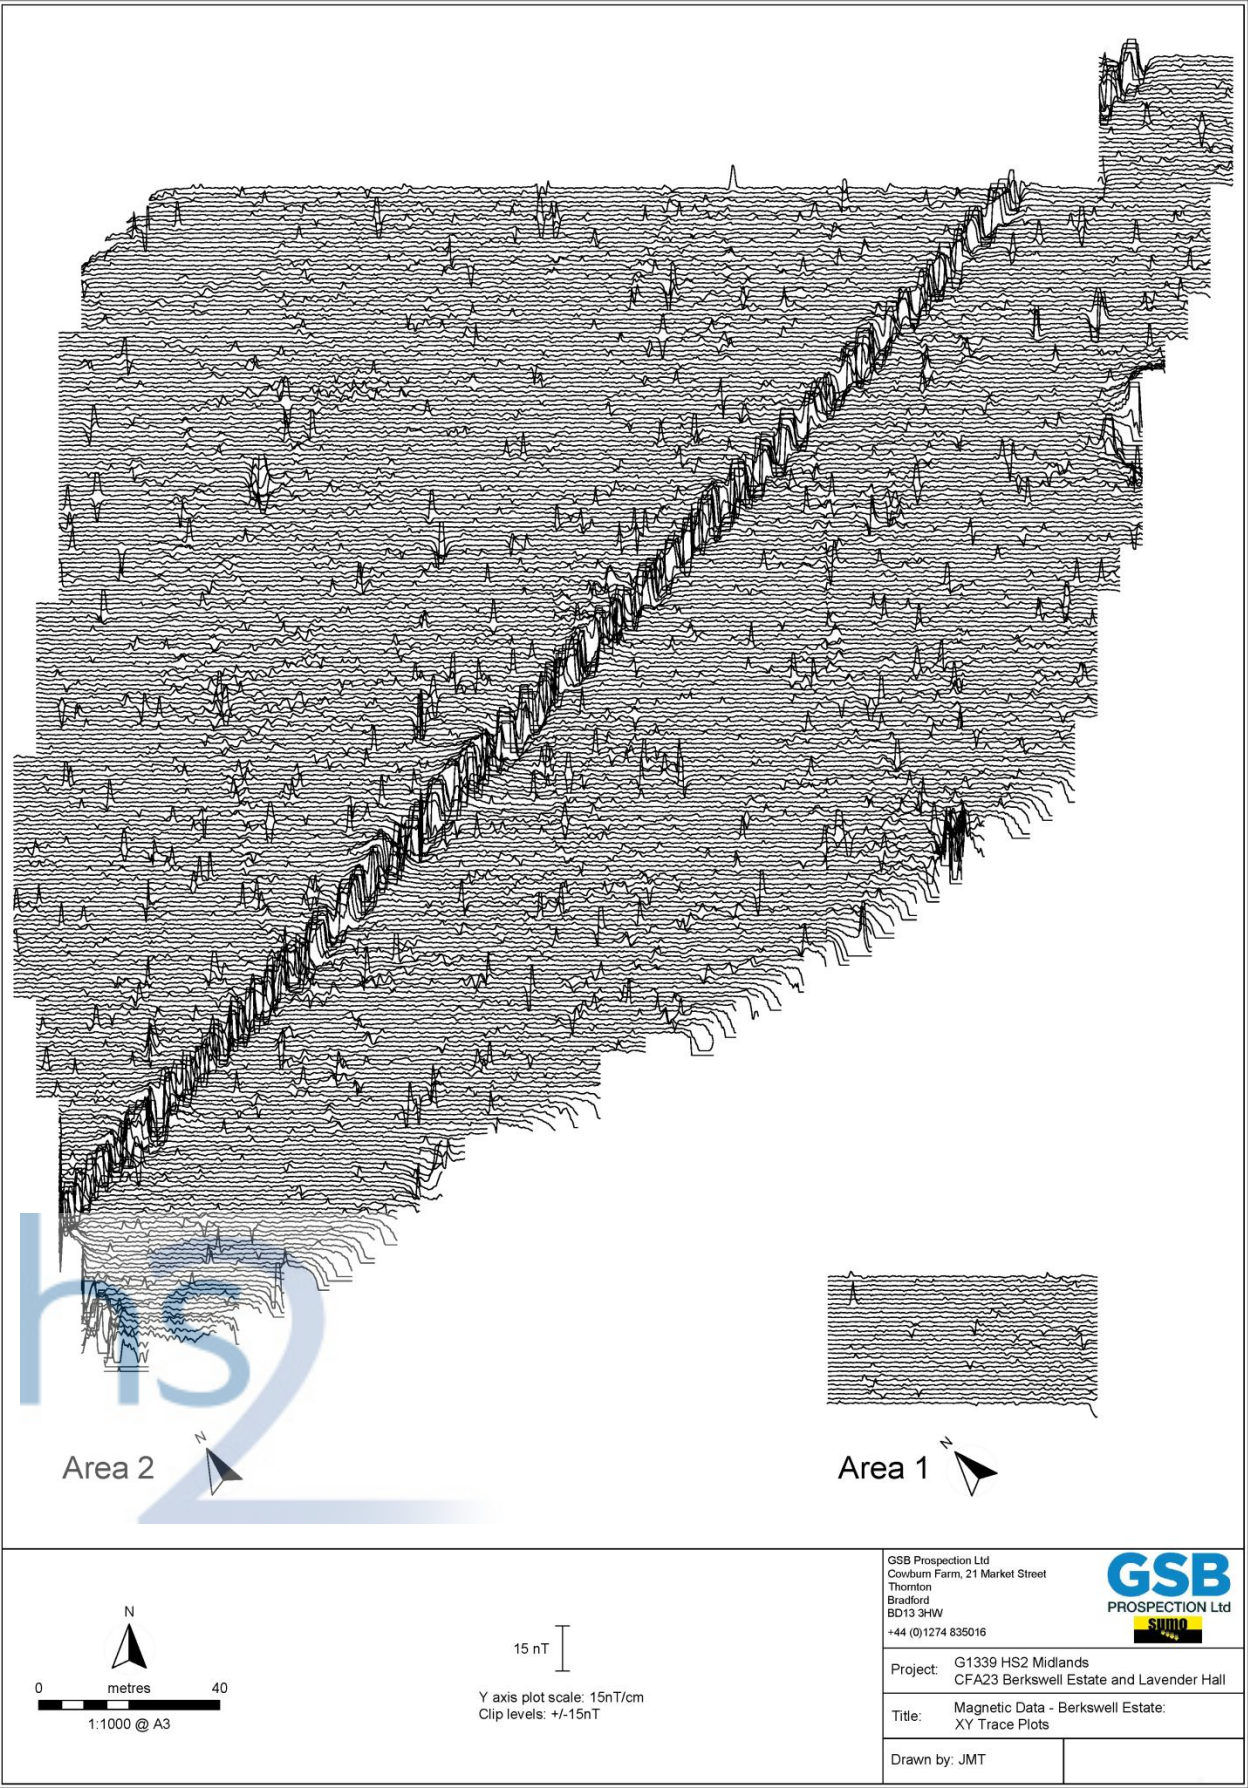 hs2
N
Area 2
N
Area 1
N
0 metres 40
1:1000 @ A3
15 nT
Y axis plot scale: 15nT/cm
Clip levels: +/-15nT
GSB Prospection Ltd
Cowburn Farm, 21 Market Street
Thornton
Bradford
BD13 3HW
+44 (0)1274 835016
GSB
PROSPECTION Ltd
sumo
Project: G1339 HS2 Midlands
CFA23 Berkswell Estate and Lavender Hall
Title: Magnetic Data - Berkswell Estate:
XY Trace Plots
Drawn by: JMT